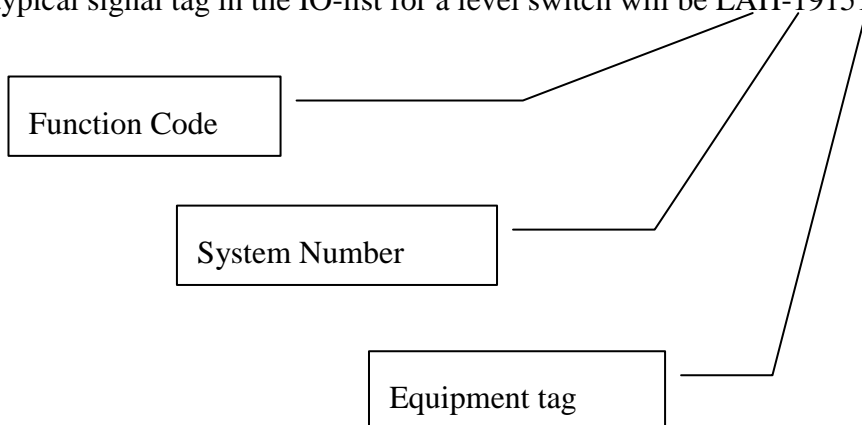 typical signal tag in the IO-list for a level switch will be LAH-19151
Function Code
System Number
Equipment tag